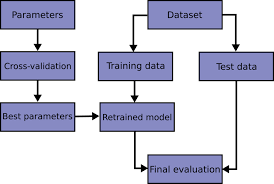 Parameters
Dataset
Cross-validation
Training data
Test data
Best parameters
Retrained model
Final evaluation